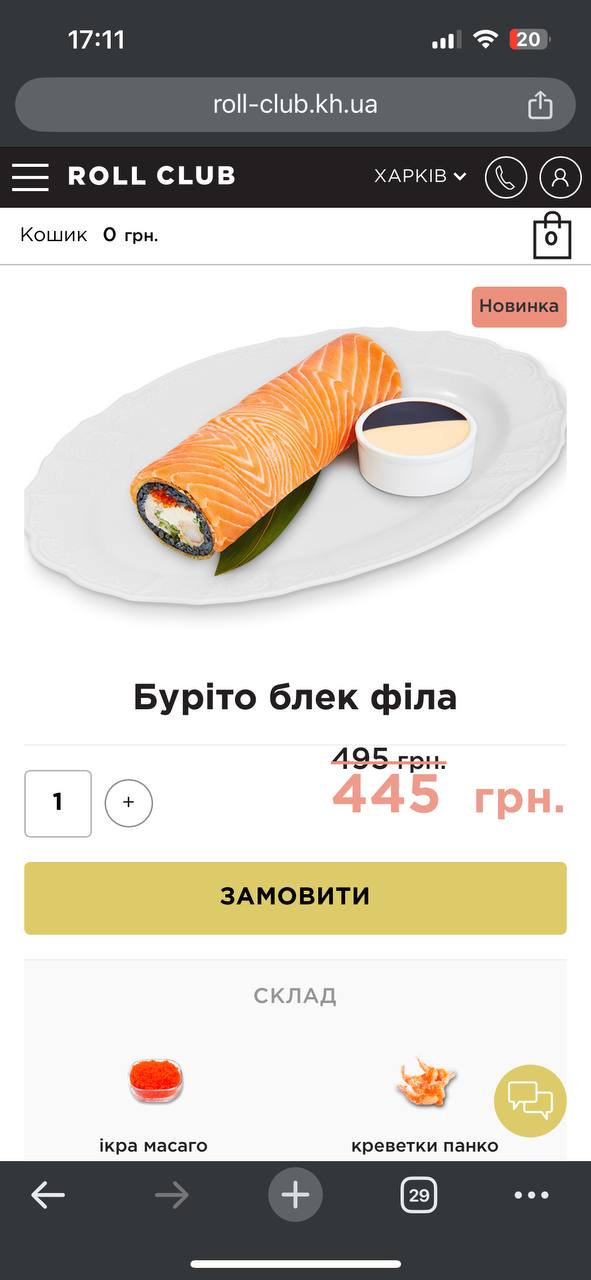 17:11
20
roll-club.kh.ua
ROLL CLUB
ХАРКІВ
Кошик 0 грн.
0
Новинка
Буріто блек філа
495 грн.
1 + 445 грн.
ЗАМОВИТИ
СКЛАД
ікра масаго креветки панко
29